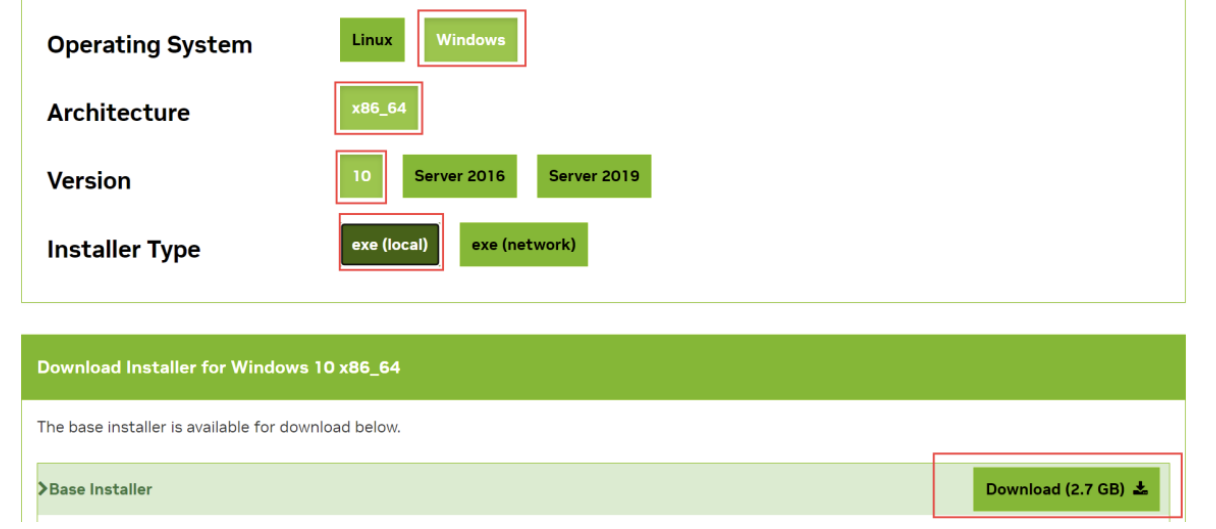 Operating System Linux Windows
Architecture x86_64
Version 10 Server 2016 Server 2019
Installer Type exe (local) exe (network)
Download Installer for Windows 10 x86_64
The base installer is available for download below.
>Base Installer Download (2.7 GB)